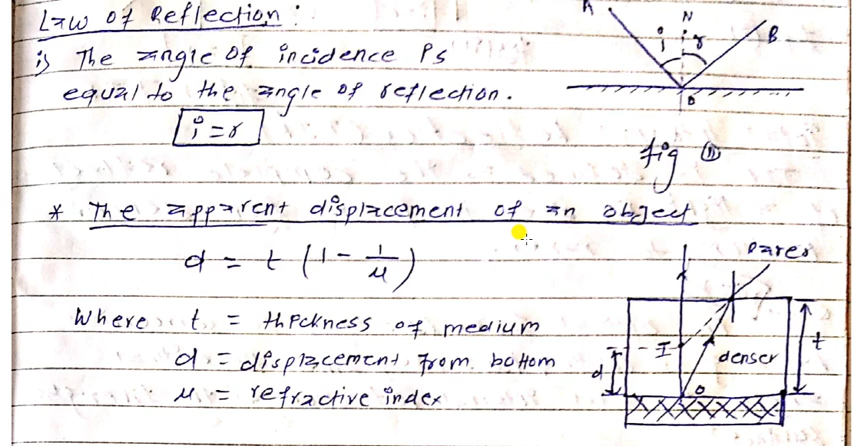 Law of Reflection:
i) The angle of incidence is
equal to the angle of reflection.
i = r
A
N
B
i
r
O
fig (ii)
* The apparent displacement of an object
d = t (1 - 1/μ)
where t = thickness of medium
d = displacement from bottom
μ = refractive index
rarer
denser
I
d
t
O